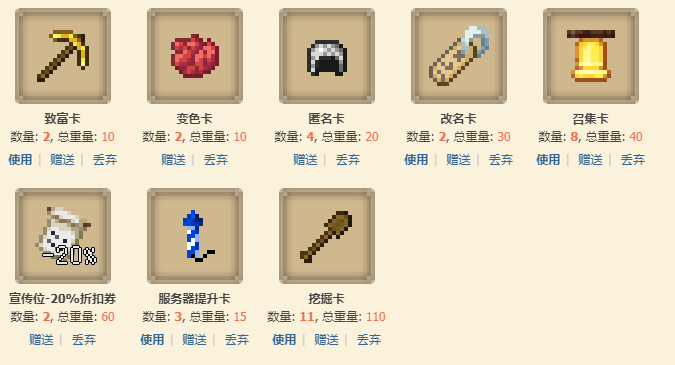 致富卡 变色卡 匿名卡 改名卡 召集卡
数量: 2, 总重量: 10 数量: 2, 总重量: 10 数量: 4, 总重量: 20 数量: 2, 总重量: 30 数量: 8, 总重量: 40
使用 | 赠送 | 丢弃 赠送 | 丢弃 赠送 | 丢弃 使用 | 赠送 | 丢弃 使用 | 赠送 | 丢弃
-20%
宣传位-20%折扣券 服务器提升卡 挖掘卡
数量: 2, 总重量: 60 数量: 3, 总重量: 15 数量: 11, 总重量: 110
赠送 | 丢弃 使用 | 赠送 | 丢弃 使用 | 赠送 | 丢弃